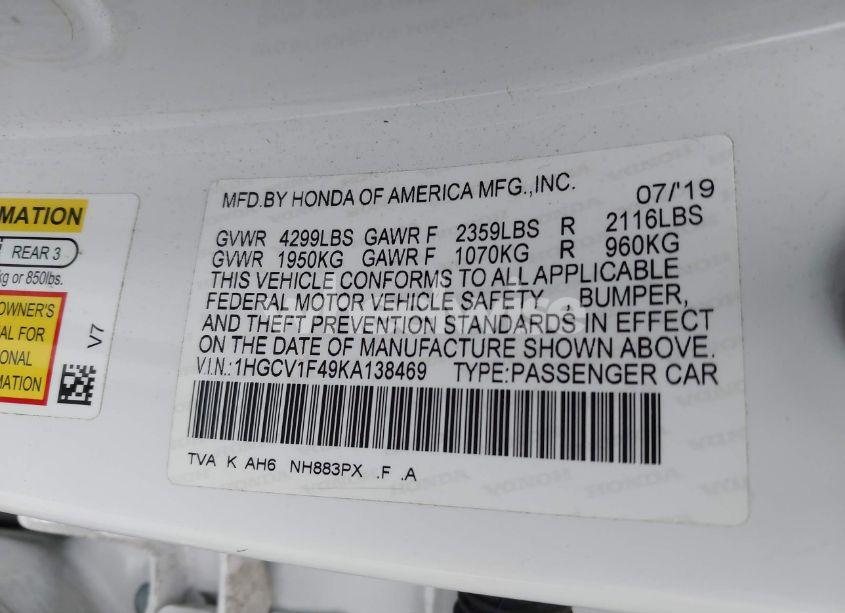 MATION
REAR 3
kg or 850lbs.
OWNER'S
AL FOR
ONAL
MATION
V7
MFD.BY HONDA OF AMERICA MFG.,INC. 07/'19
GVWR 4299LBS GAWR F 2359LBS R 2116LBS
GVWR 1950KG GAWR F 1070KG R 960KG
THIS VEHICLE CONFORMS TO ALL APPLICABLE
FEDERAL MOTOR VEHICLE SAFETY , BUMPER,
AND THEFT PREVENTION STANDARDS IN EFFECT
ON THE DATE OF MANUFACTURE SHOWN ABOVE.
V.I.N.:1HGCV1F49KA138469 TYPE:PASSENGER CAR
TVA K AH6 NH883PX .F .A